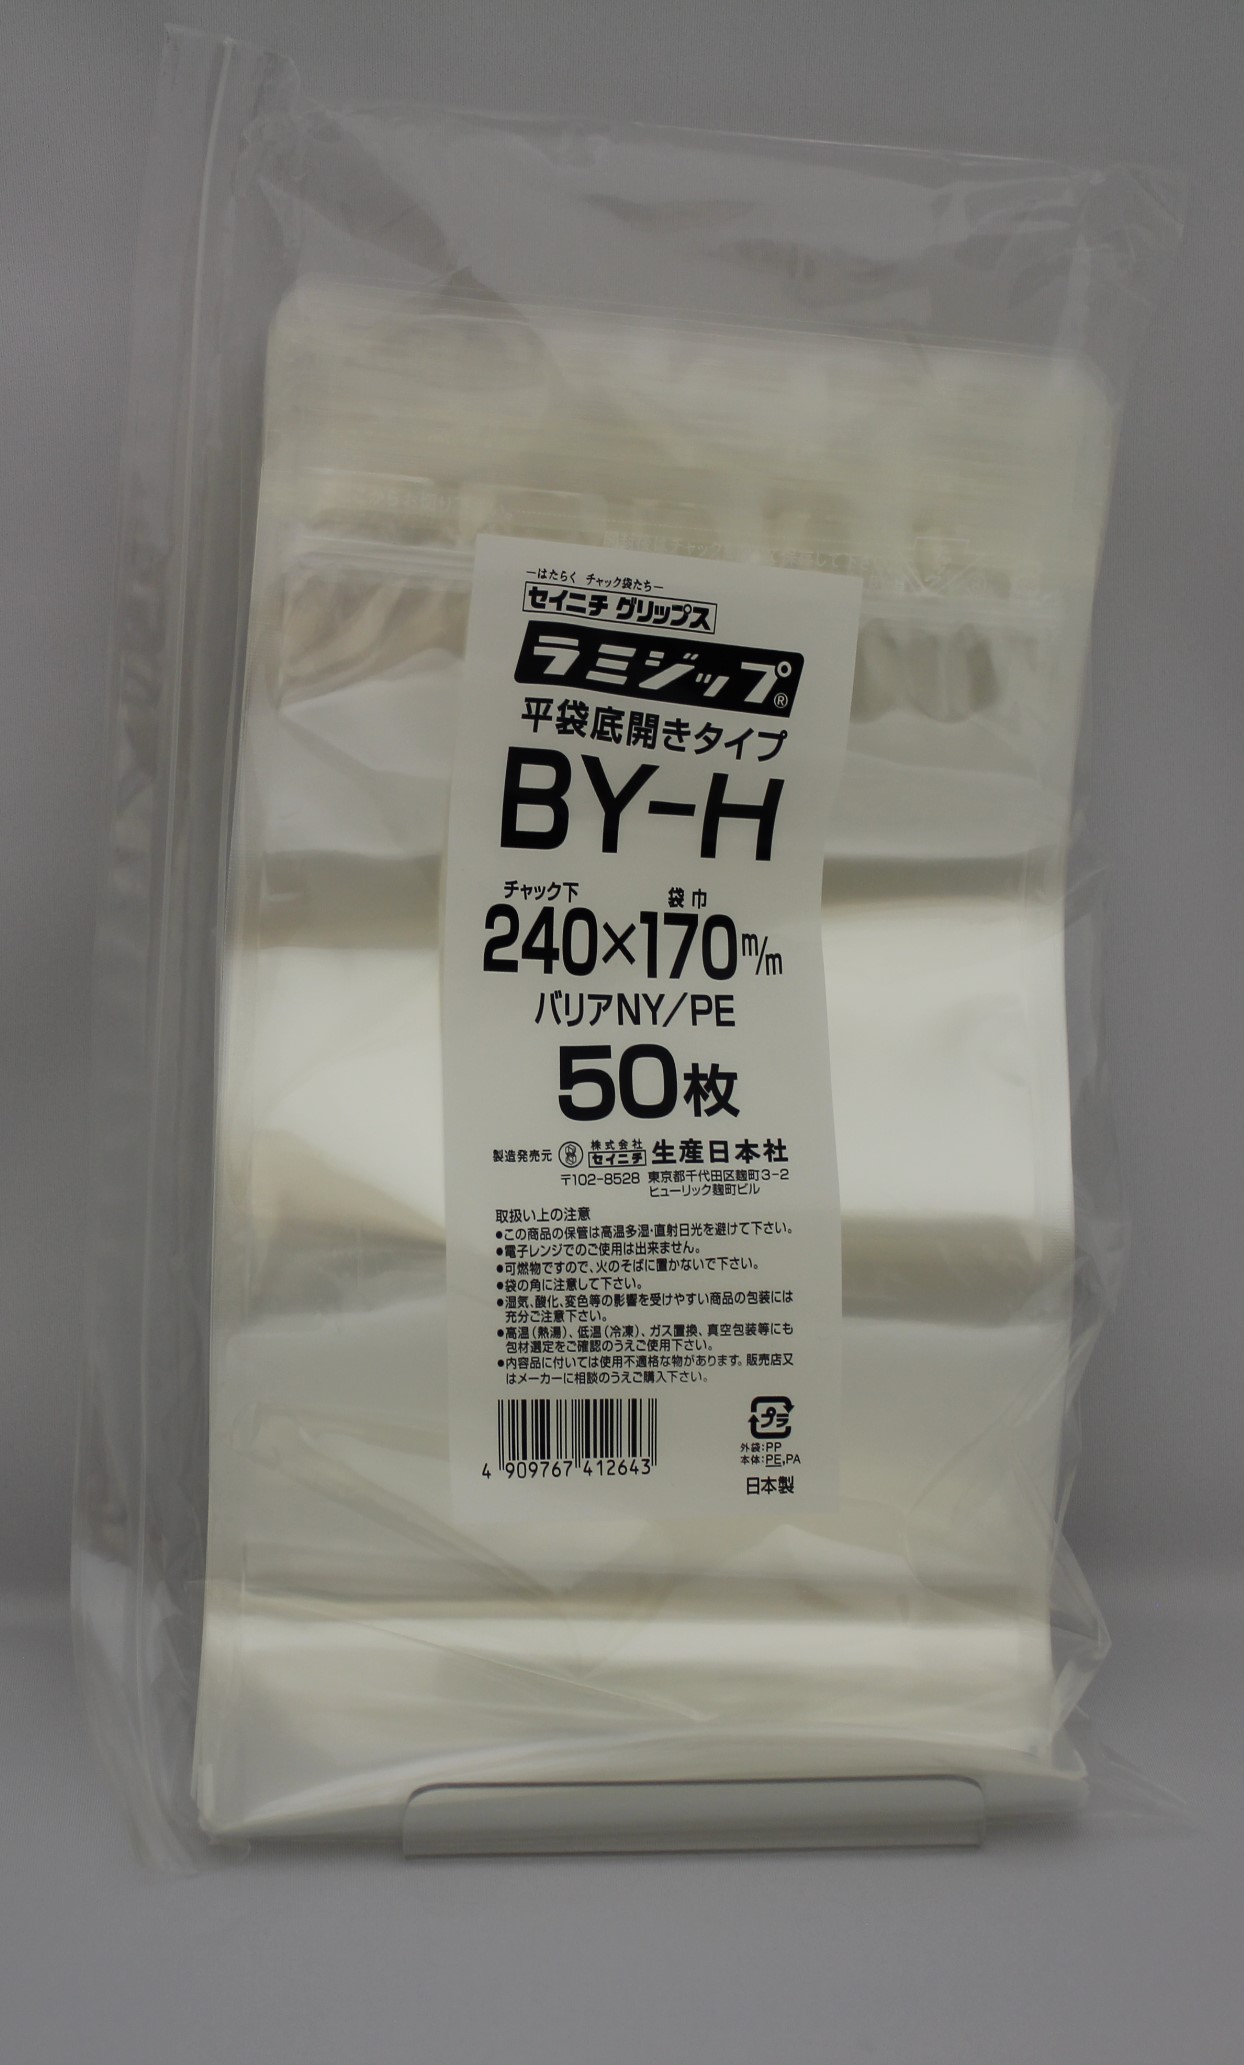 ―はたらく チャック袋たち―
セイニチ グリップス
ラミジップ®
平袋底開きタイプ
BY-H
チャック下 袋巾
240×170m/m
バリアNY/PE
50枚
製造発売元 株式会社 セイニチ 生産日本社
〒102-8528 東京都千代田区麹町3-2
ヒューリック麹町ビル
取扱い上の注意
●この商品の保管は高温多湿・直射日光を避けて下さい。
●電子レンジでのご使用は出来ません。
●可燃物ですので、火のそばに置かないで下さい。
●袋の角に注意して下さい。
●湿気、酸化、変色等の影響を受けやすい商品の包装には
充分ご注意下さい。
●高温(熱湯)、低温(冷凍)、ガス置換、真空包装等にも
包材選定をご確認のうえご使用下さい。
●内容品に付いては使用不適格な物があります。販売店又
はメーカーに相談のうえご購入下さい。
4 909767 412643
プラ
外袋:PP
本体:PE,PA
日本製